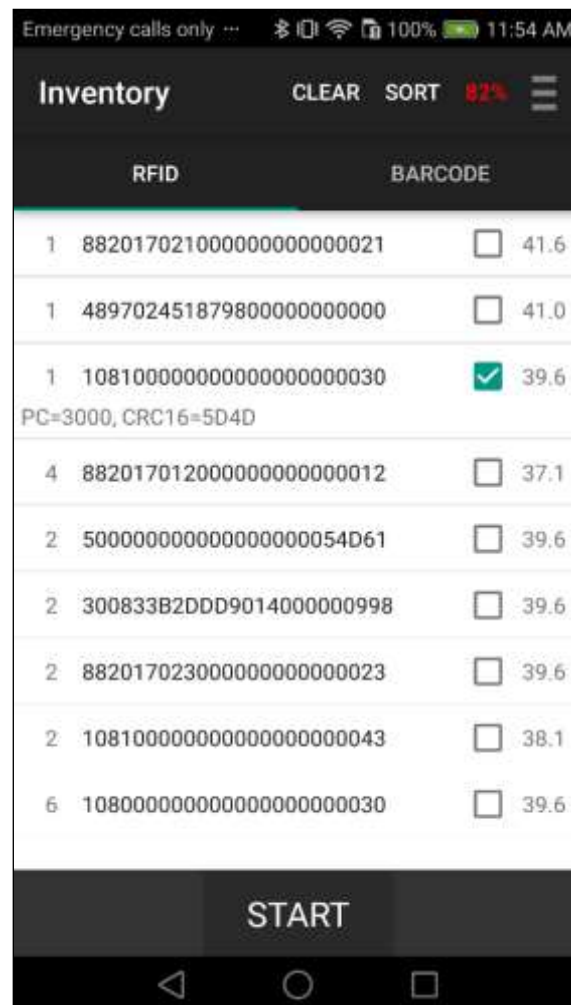 Emergency calls only ··· 100% 11:54 AM
Inventory CLEAR SORT 82%
RFID BARCODE
1 882017021000000000000021 41.6
1 489702451879800000000000 41.0
1 108100000000000000000030 39.6
PC=3000, CRC16=5D4D
4 882017012000000000000012 37.1
2 500000000000000000054D61 39.6
2 300833B2DDD9014000000998 39.6
2 882017023000000000000023 39.6
2 108100000000000000000043 38.1
6 108000000000000000000030 39.6
START